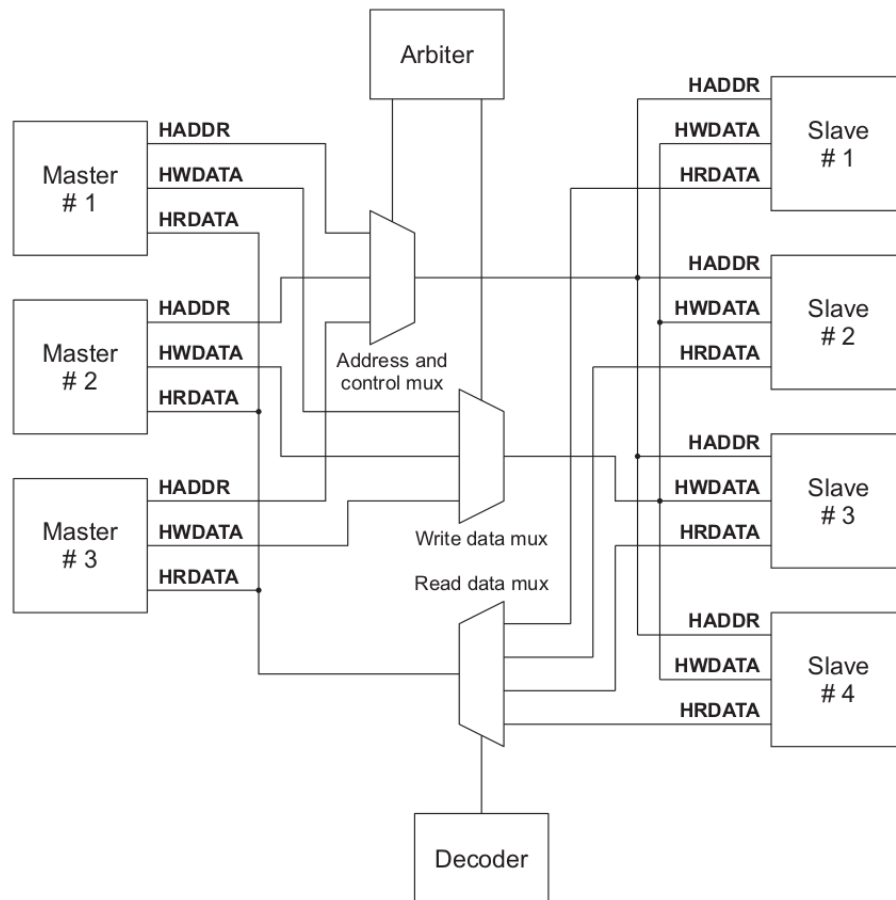 Arbiter
HADDR
HWDATA
HRDATA
Master
# 1
HADDR
HWDATA
HRDATA
Master
# 2
HADDR
HWDATA
HRDATA
Master
# 3
Address and
control mux
Write data mux
Read data mux
HADDR
HWDATA
HRDATA
Slave
# 1
HADDR
HWDATA
HRDATA
Slave
# 2
HADDR
HWDATA
HRDATA
Slave
# 3
HADDR
HWDATA
HRDATA
Slave
# 4
Decoder